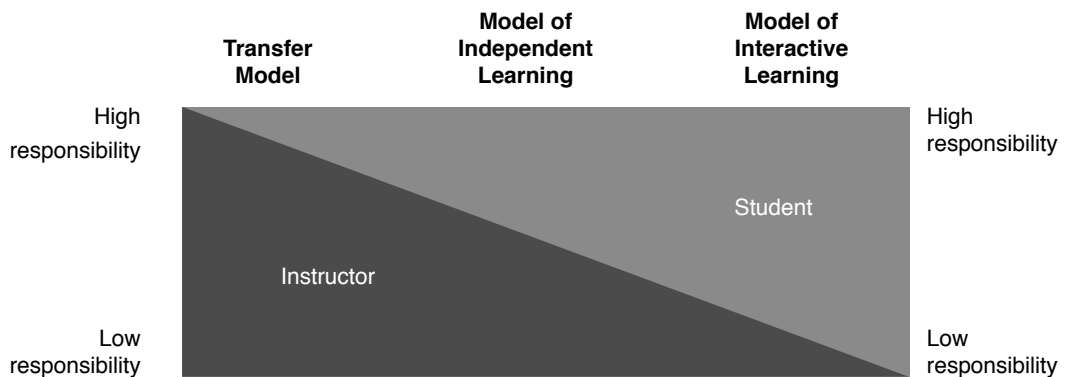 Transfer
Model
Model of
Independent
Learning
Model of
Interactive
Learning
High
responsibility
High
responsibility
Student
Instructor
Low
responsibility
Low
responsibility